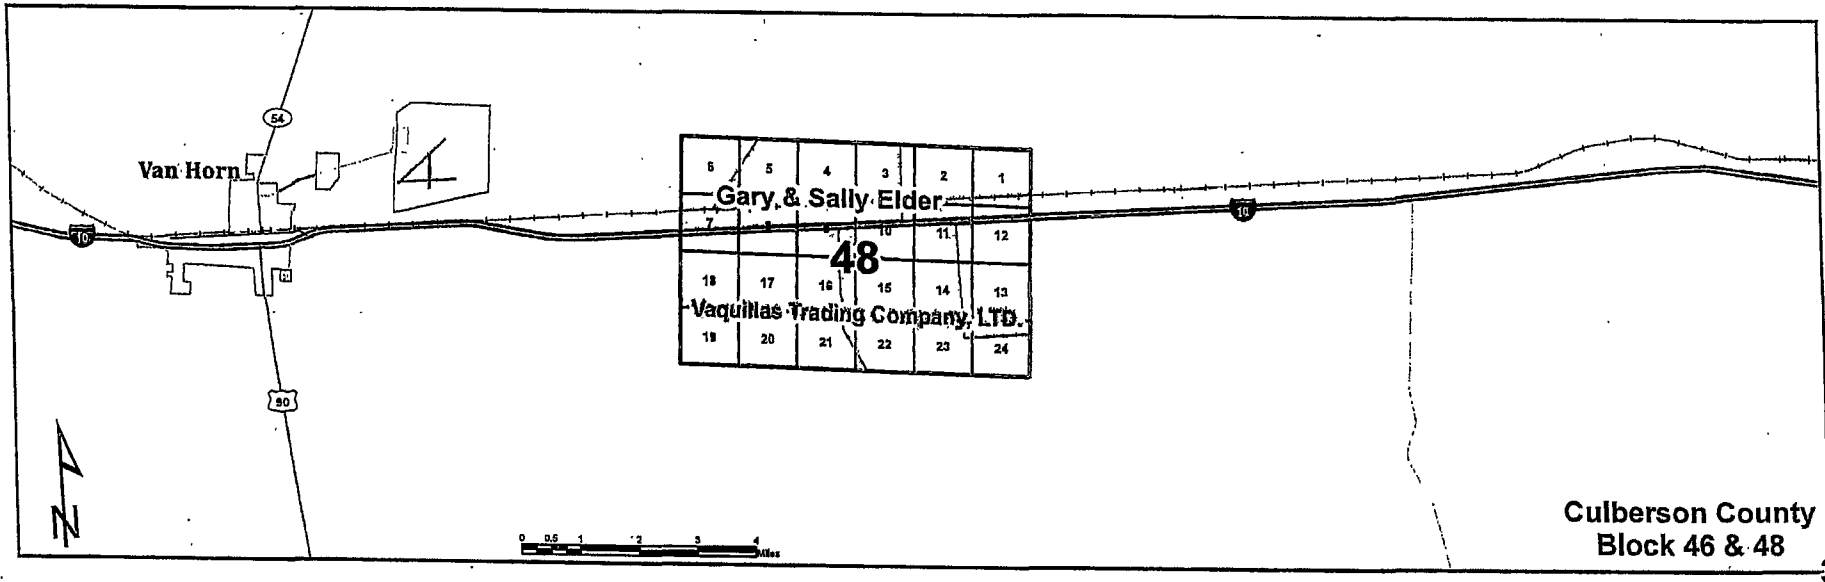 54
Van Horn
6 5 4 3 2 1
Gary & Sally Elder
10
10
7 8 9 10 11 12
48
18 17 16 15 14 13
Vaquillas Trading Company, LTD.
19 20 21 22 23 24
90
N
0 0.5 1 2 3 4
Miles
Culberson County
Block 46 & 48